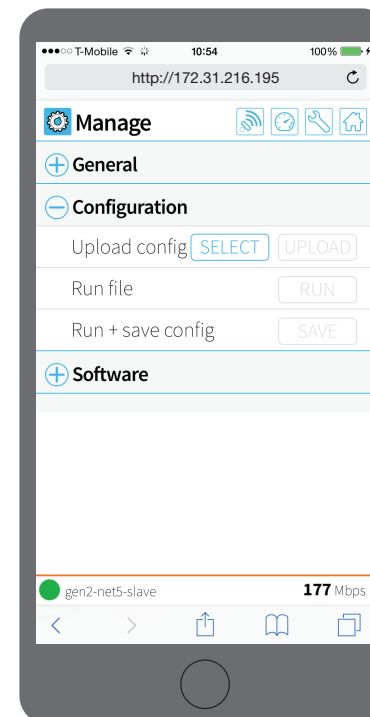 T-Mobile 10:54 100%
http://172.31.216.195
Manage
General
Configuration
Upload config SELECT UPLOAD
Run file RUN
Run + save config SAVE
Software
gen2-net5-slave 177 Mbps